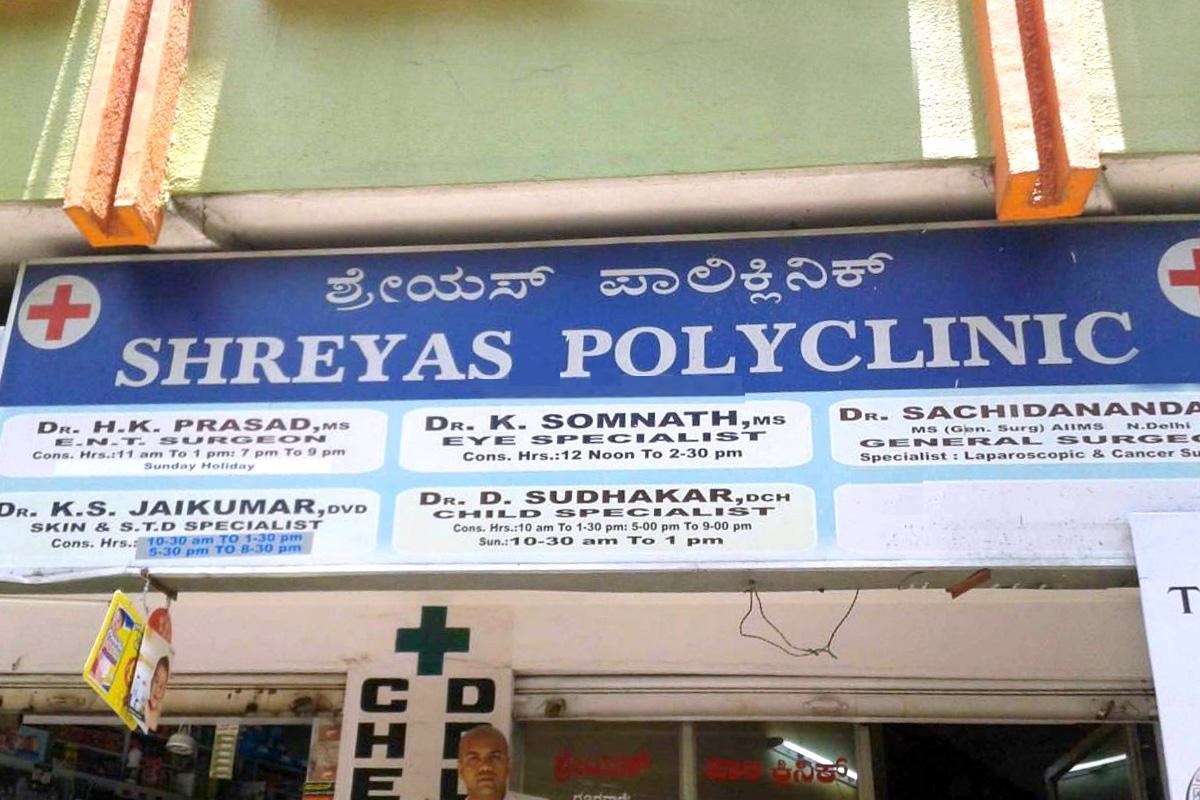 ಶ್ರೇಯಸ್ ಪಾಲಿಕ್ಲಿನಿಕ್
SHREYAS POLYCLINIC
DR. H.K. PRASAD,MS
E.N.T. SURGEON
Cons. Hrs.:11 am To 1 pm: 7 pm To 9 pm
Sunday Holiday
DR. K. SOMNATH,MS
EYE SPECIALIST
Cons. Hrs.:12 Noon To 2-30 pm
DR. SACHIDANANDA
MS (Gen. Surg) AIIMS N.Delhi
GENERAL SURGE
Specialist : Laparoscopic & Cancer Su
DR. K.S. JAIKUMAR,DVD
SKIN & S.T.D SPECIALIST
Cons. Hrs.: 10-30 am TO 1-30 pm
5-30 pm TO 8-30 pm
DR. D. SUDHAKAR,DCH
CHILD SPECIALIST
Cons. Hrs.:10 am To 1-30 pm: 5-00 pm To 9-00 pm
Sun.:10-30 am To 1 pm
T
CHE
DR
ಶ್ರೇಯಸ್ ಪಾಲಿ ಕ್ಲಿನಿಕ್